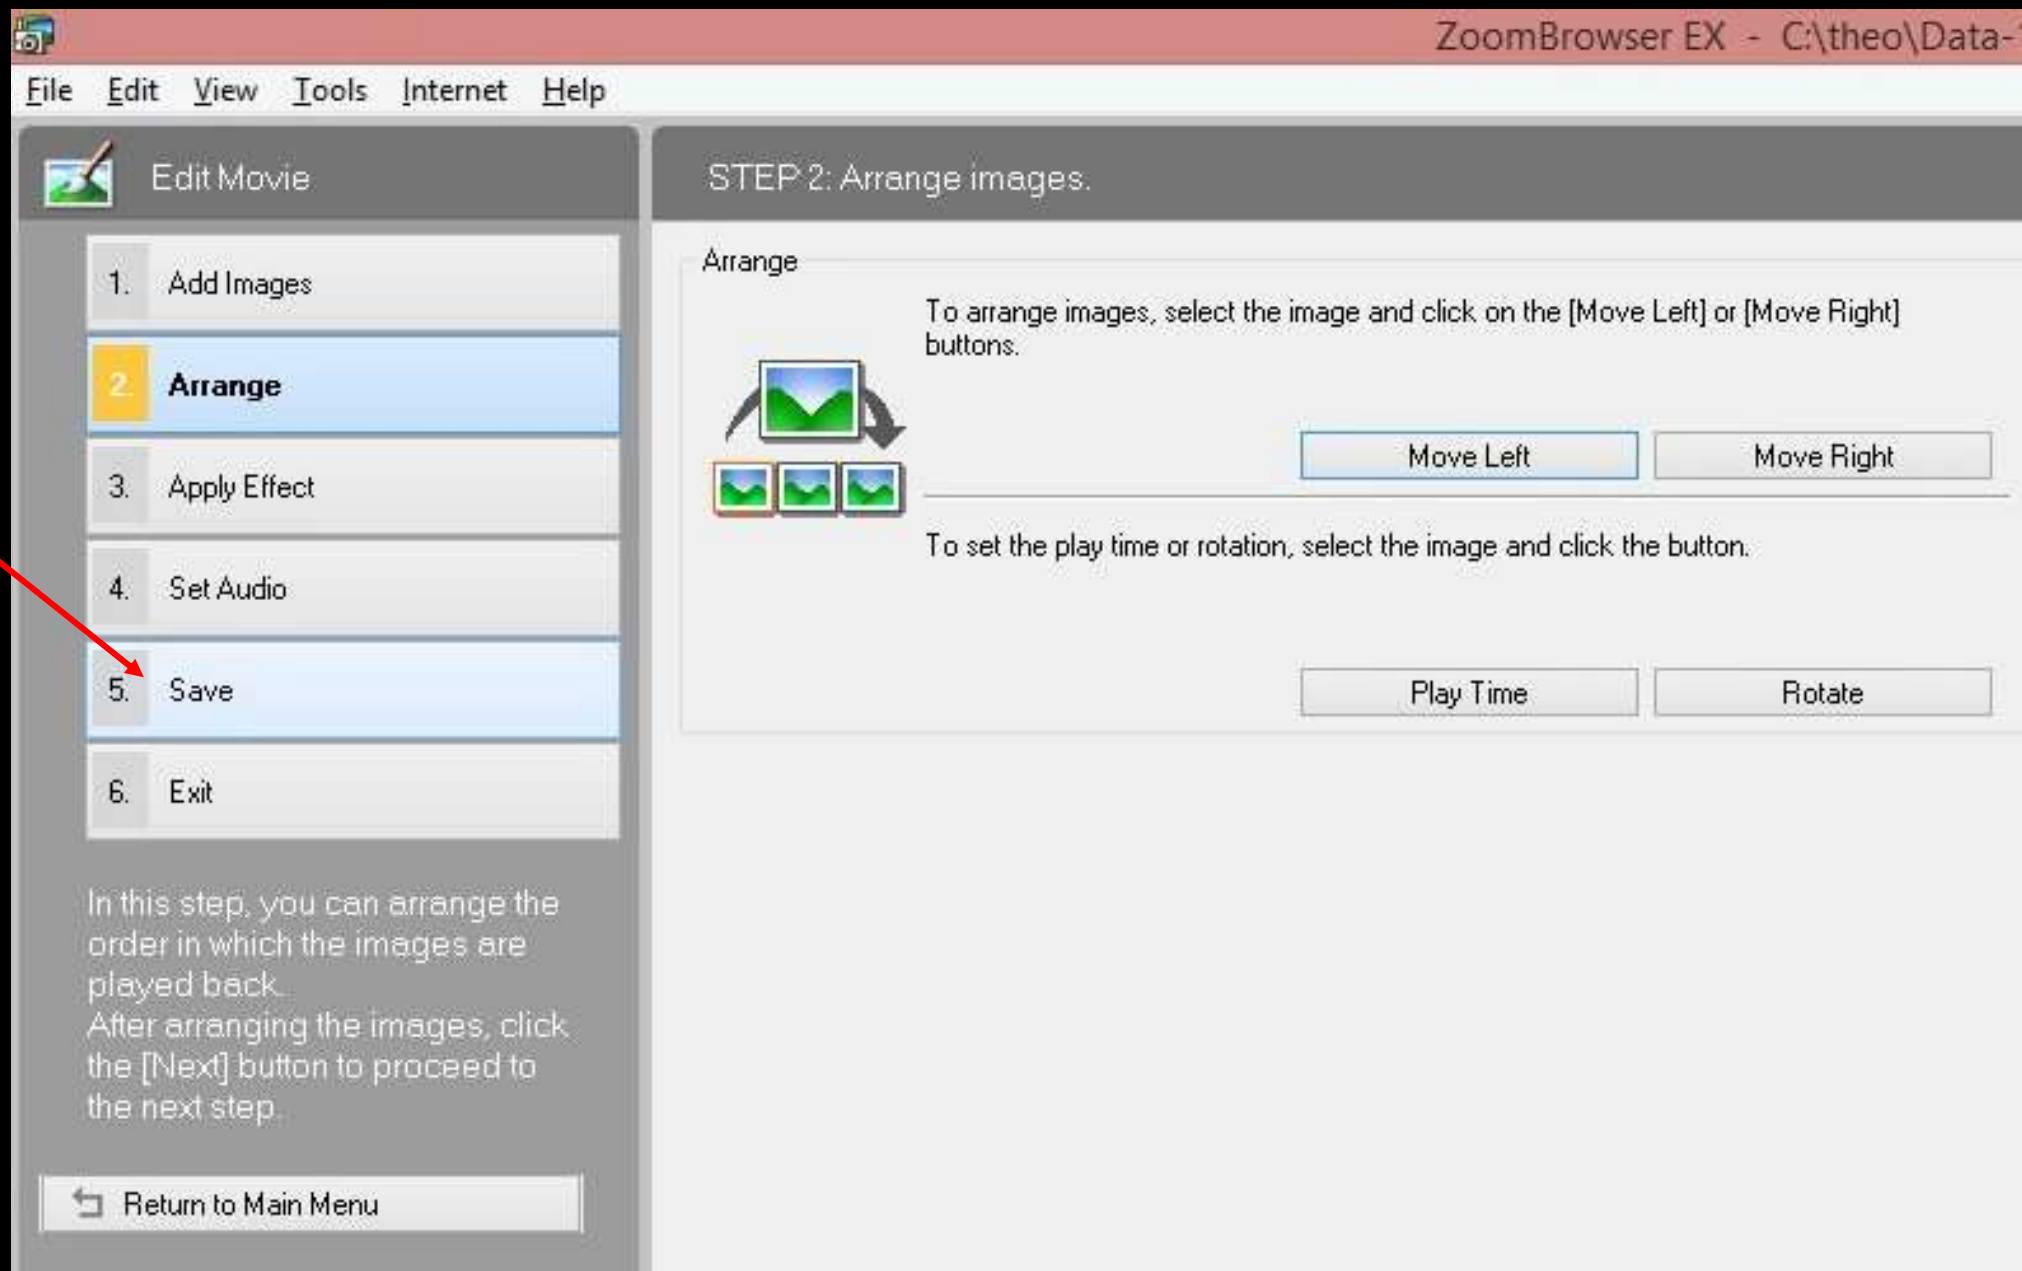 ZoomBrowser EX - C:\theo\Data-
File Edit View Tools Internet Help
Edit Movie
1. Add Images
2. Arrange
3. Apply Effect
4. Set Audio
5. Save
6. Exit
In this step, you can arrange the
order in which the images are
played back.
After arranging the images, click
the [Next] button to proceed to
the next step.
Return to Main Menu
STEP 2: Arrange images.
Arrange
To arrange images, select the image and click on the [Move Left] or [Move Right]
buttons.
Move Left Move Right
To set the play time or rotation, select the image and click the button.
Play Time Rotate